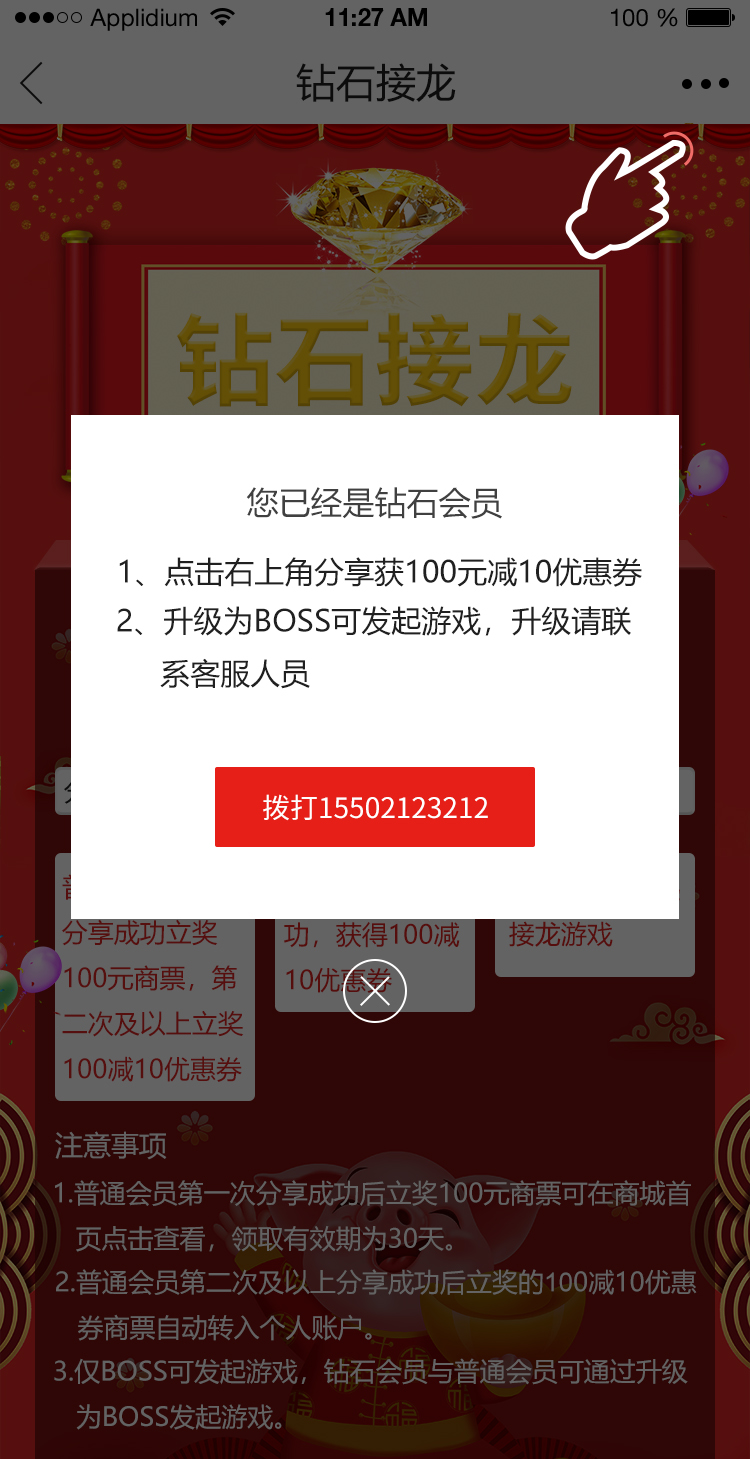 Applidium 11:27 AM 100 %
钻石接龙
钻石接龙
您已经是钻石会员
1、点击右上角分享获100元减10优惠券
2、升级为BOSS可发起游戏，升级请联
系客服人员
拨打15502123212
分享成功立奖
100元商票，第
二次及以上立奖
100减10优惠券
功，获得100减
10优惠券
接龙游戏
注意事项
1.普通会员第一次分享成功后立奖100元商票可在商城首
页点击查看，领取有效期为30天。
2.普通会员第二次及以上分享成功后立奖的100减10优惠
券商票自动转入个人账户。
3.仅BOSS可发起游戏，钻石会员与普通会员可通过升级
为BOSS发起游戏。